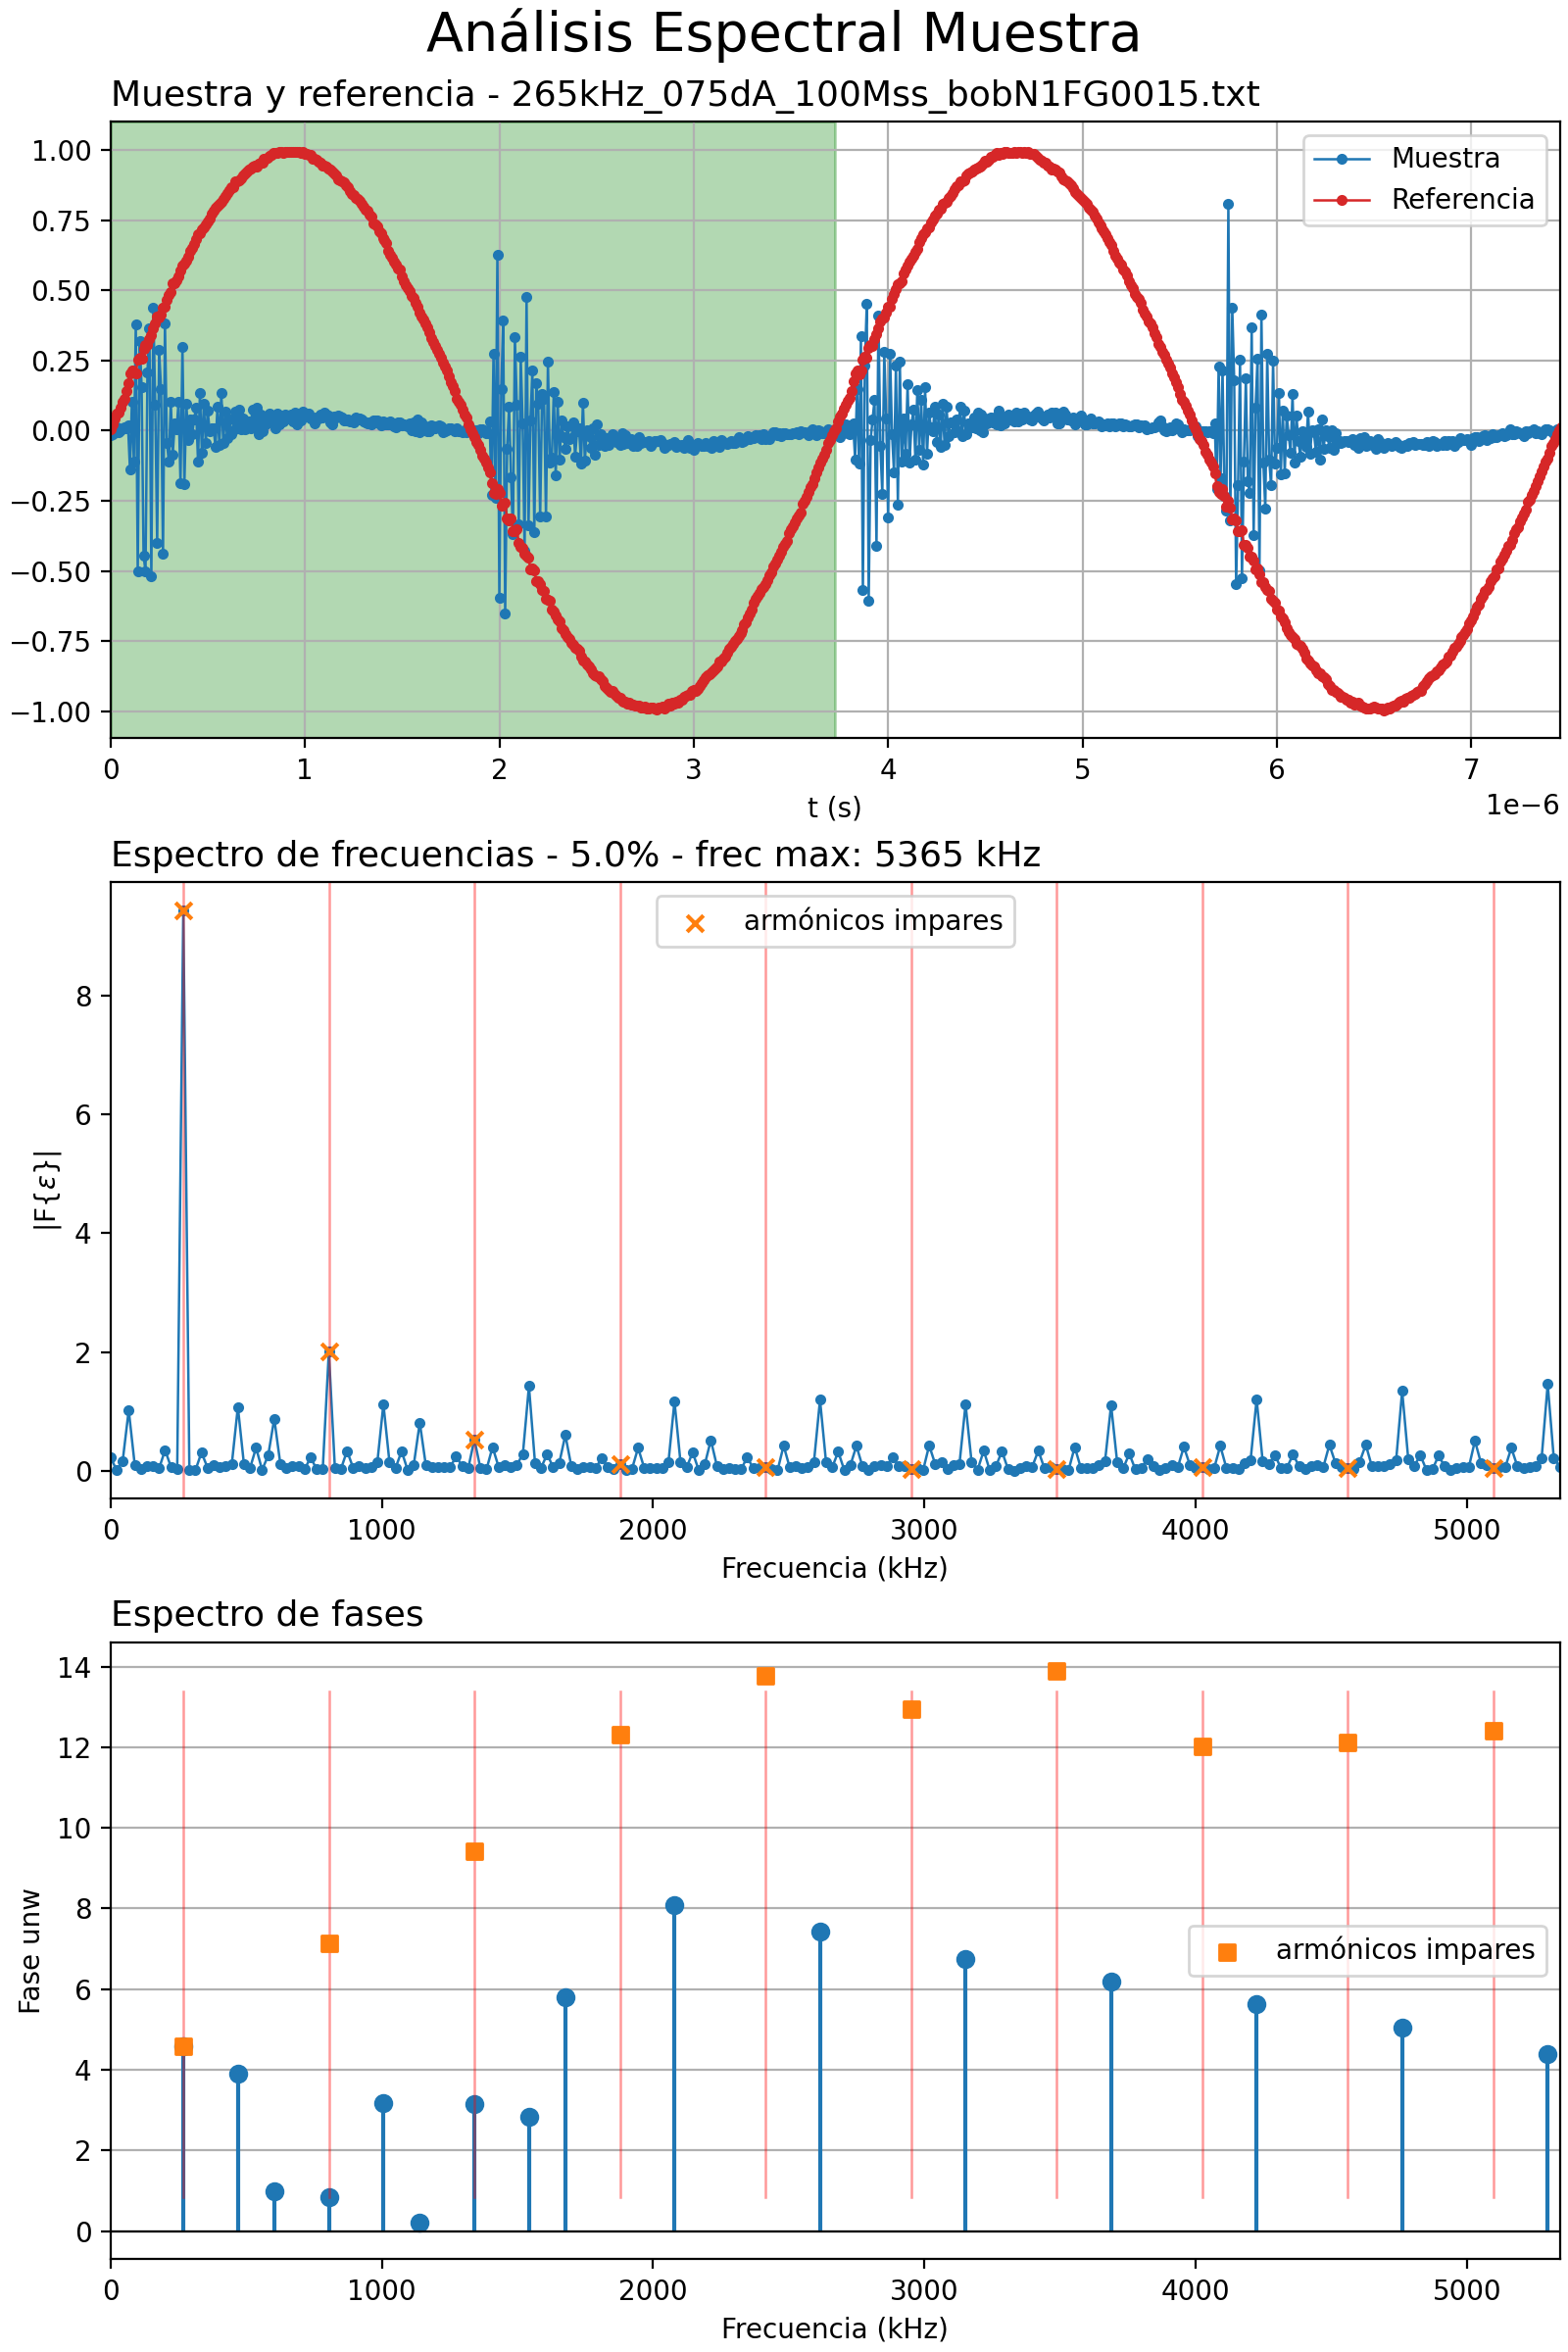 Análisis Espectral Muestra
Muestra y referencia - 265kHz_075dA_100Mss_bobN1FG0015.txt
1.00
0.75
0.50
0.25
0.00
−0.25
−0.50
−0.75
−1.00
Muestra
Referencia
0 1 2 3 4 5 6 7
t (s)
1e−6
Espectro de frecuencias - 5.0% - frec max: 5365 kHz
armónicos impares
8
6
4
2
0
|F{ε}|
0 1000 2000 3000 4000 5000
Frecuencia (kHz)
Espectro de fases
14
12
10
8
6
4
2
0
Fase unw
armónicos impares
0 1000 2000 3000 4000 5000
Frecuencia (kHz)